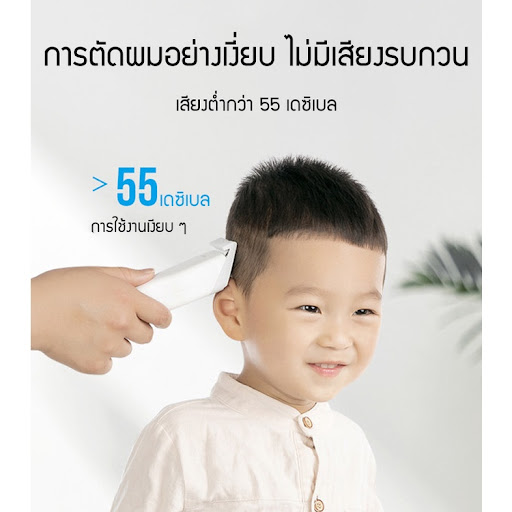 การตัดผมอย่างเงี่ยบ ไม่มีเสียงรบกวน
เสียงต่ำกว่า 55 เดซิเบล
> 55 เดซิเบล
การใช้งานเงียบ ๆ